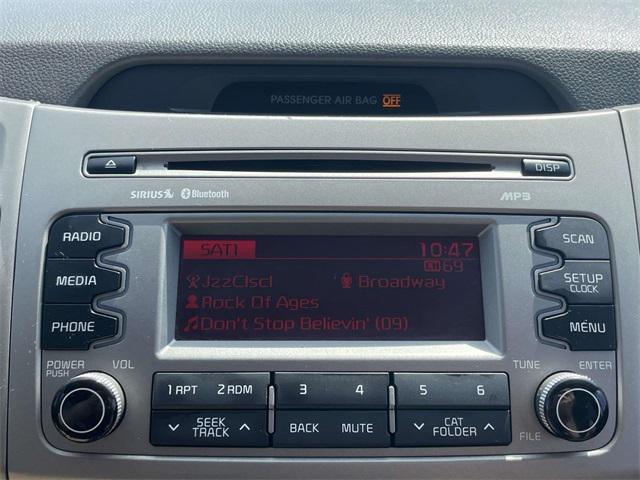 PASSENGER AIR BAG OFF
DISP
SIRIUS Bluetooth MP3
RADIO
SAT1 10:47
SCAN
69
MEDIA
JzzClscl Broadway
SETUP
CLOCK
Rock Of Ages
PHONE
Don't Stop Believin' (09)
MENU
POWER
PUSH
VOL
TUNE
ENTER
1 RPT 2 RDM 3 4 5 6
SEEK
TRACK
BACK MUTE
CAT
FOLDER
FILE